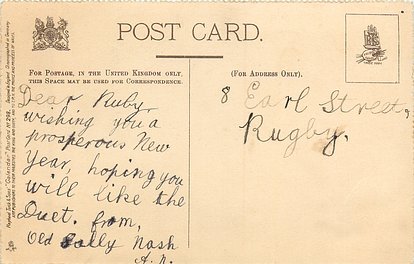 POST CARD.
FOR POSTAGE, IN THE UNITED KINGDOM ONLY,
THIS SPACE MAY BE USED FOR CORRESPONDENCE.
(FOR ADDRESS ONLY).
Dear Ruby,
wishing you a
prosperous New
Year, hoping you
will like the
Duet. from,
Old Sally Nash
A. N.
8 Earl Street,
Rugby.